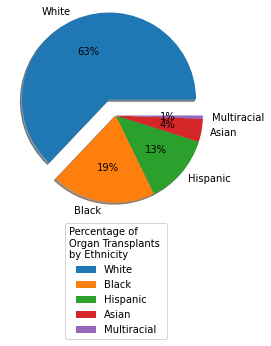 White
63%
1%
Multiracial
4%
Asian
13%
Hispanic
19%
Black
Percentage of
Organ Transplants
by Ethnicity
White
Black
Hispanic
Asian
Multiracial